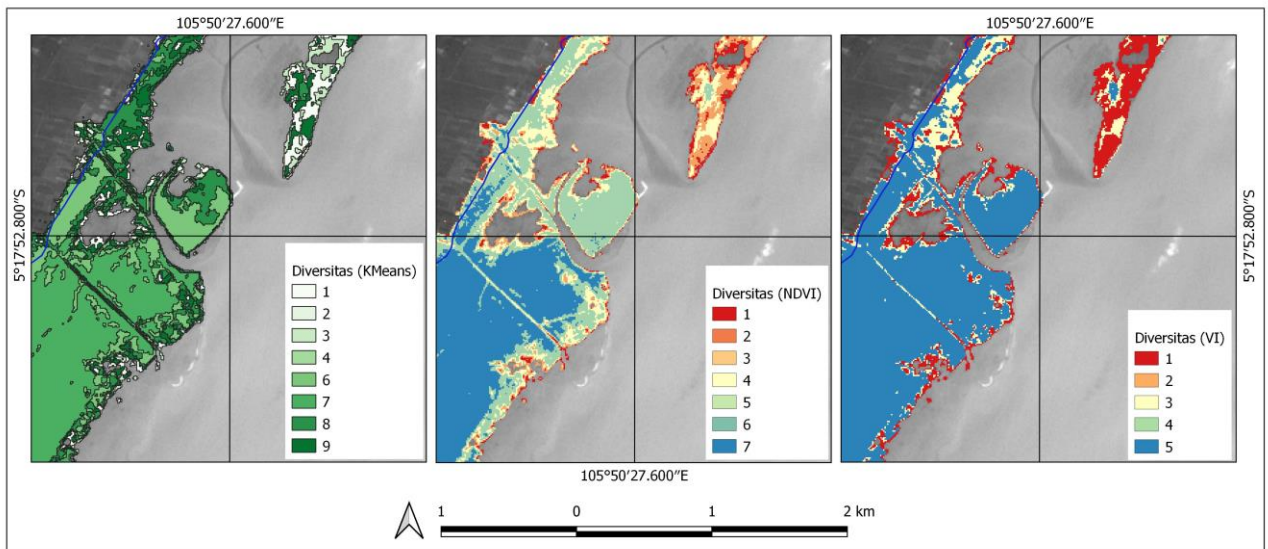 105°50′27.600″E
105°50′27.600″E
5°17′52.800″S
5°17′52.800″S
Diversitas (KMeans)
1
2
3
4
6
7
8
9
Diversitas (NDVI)
1
2
3
4
5
6
7
Diversitas (VI)
1
2
3
4
5
105°50′27.600″E
1 0 1 2 km